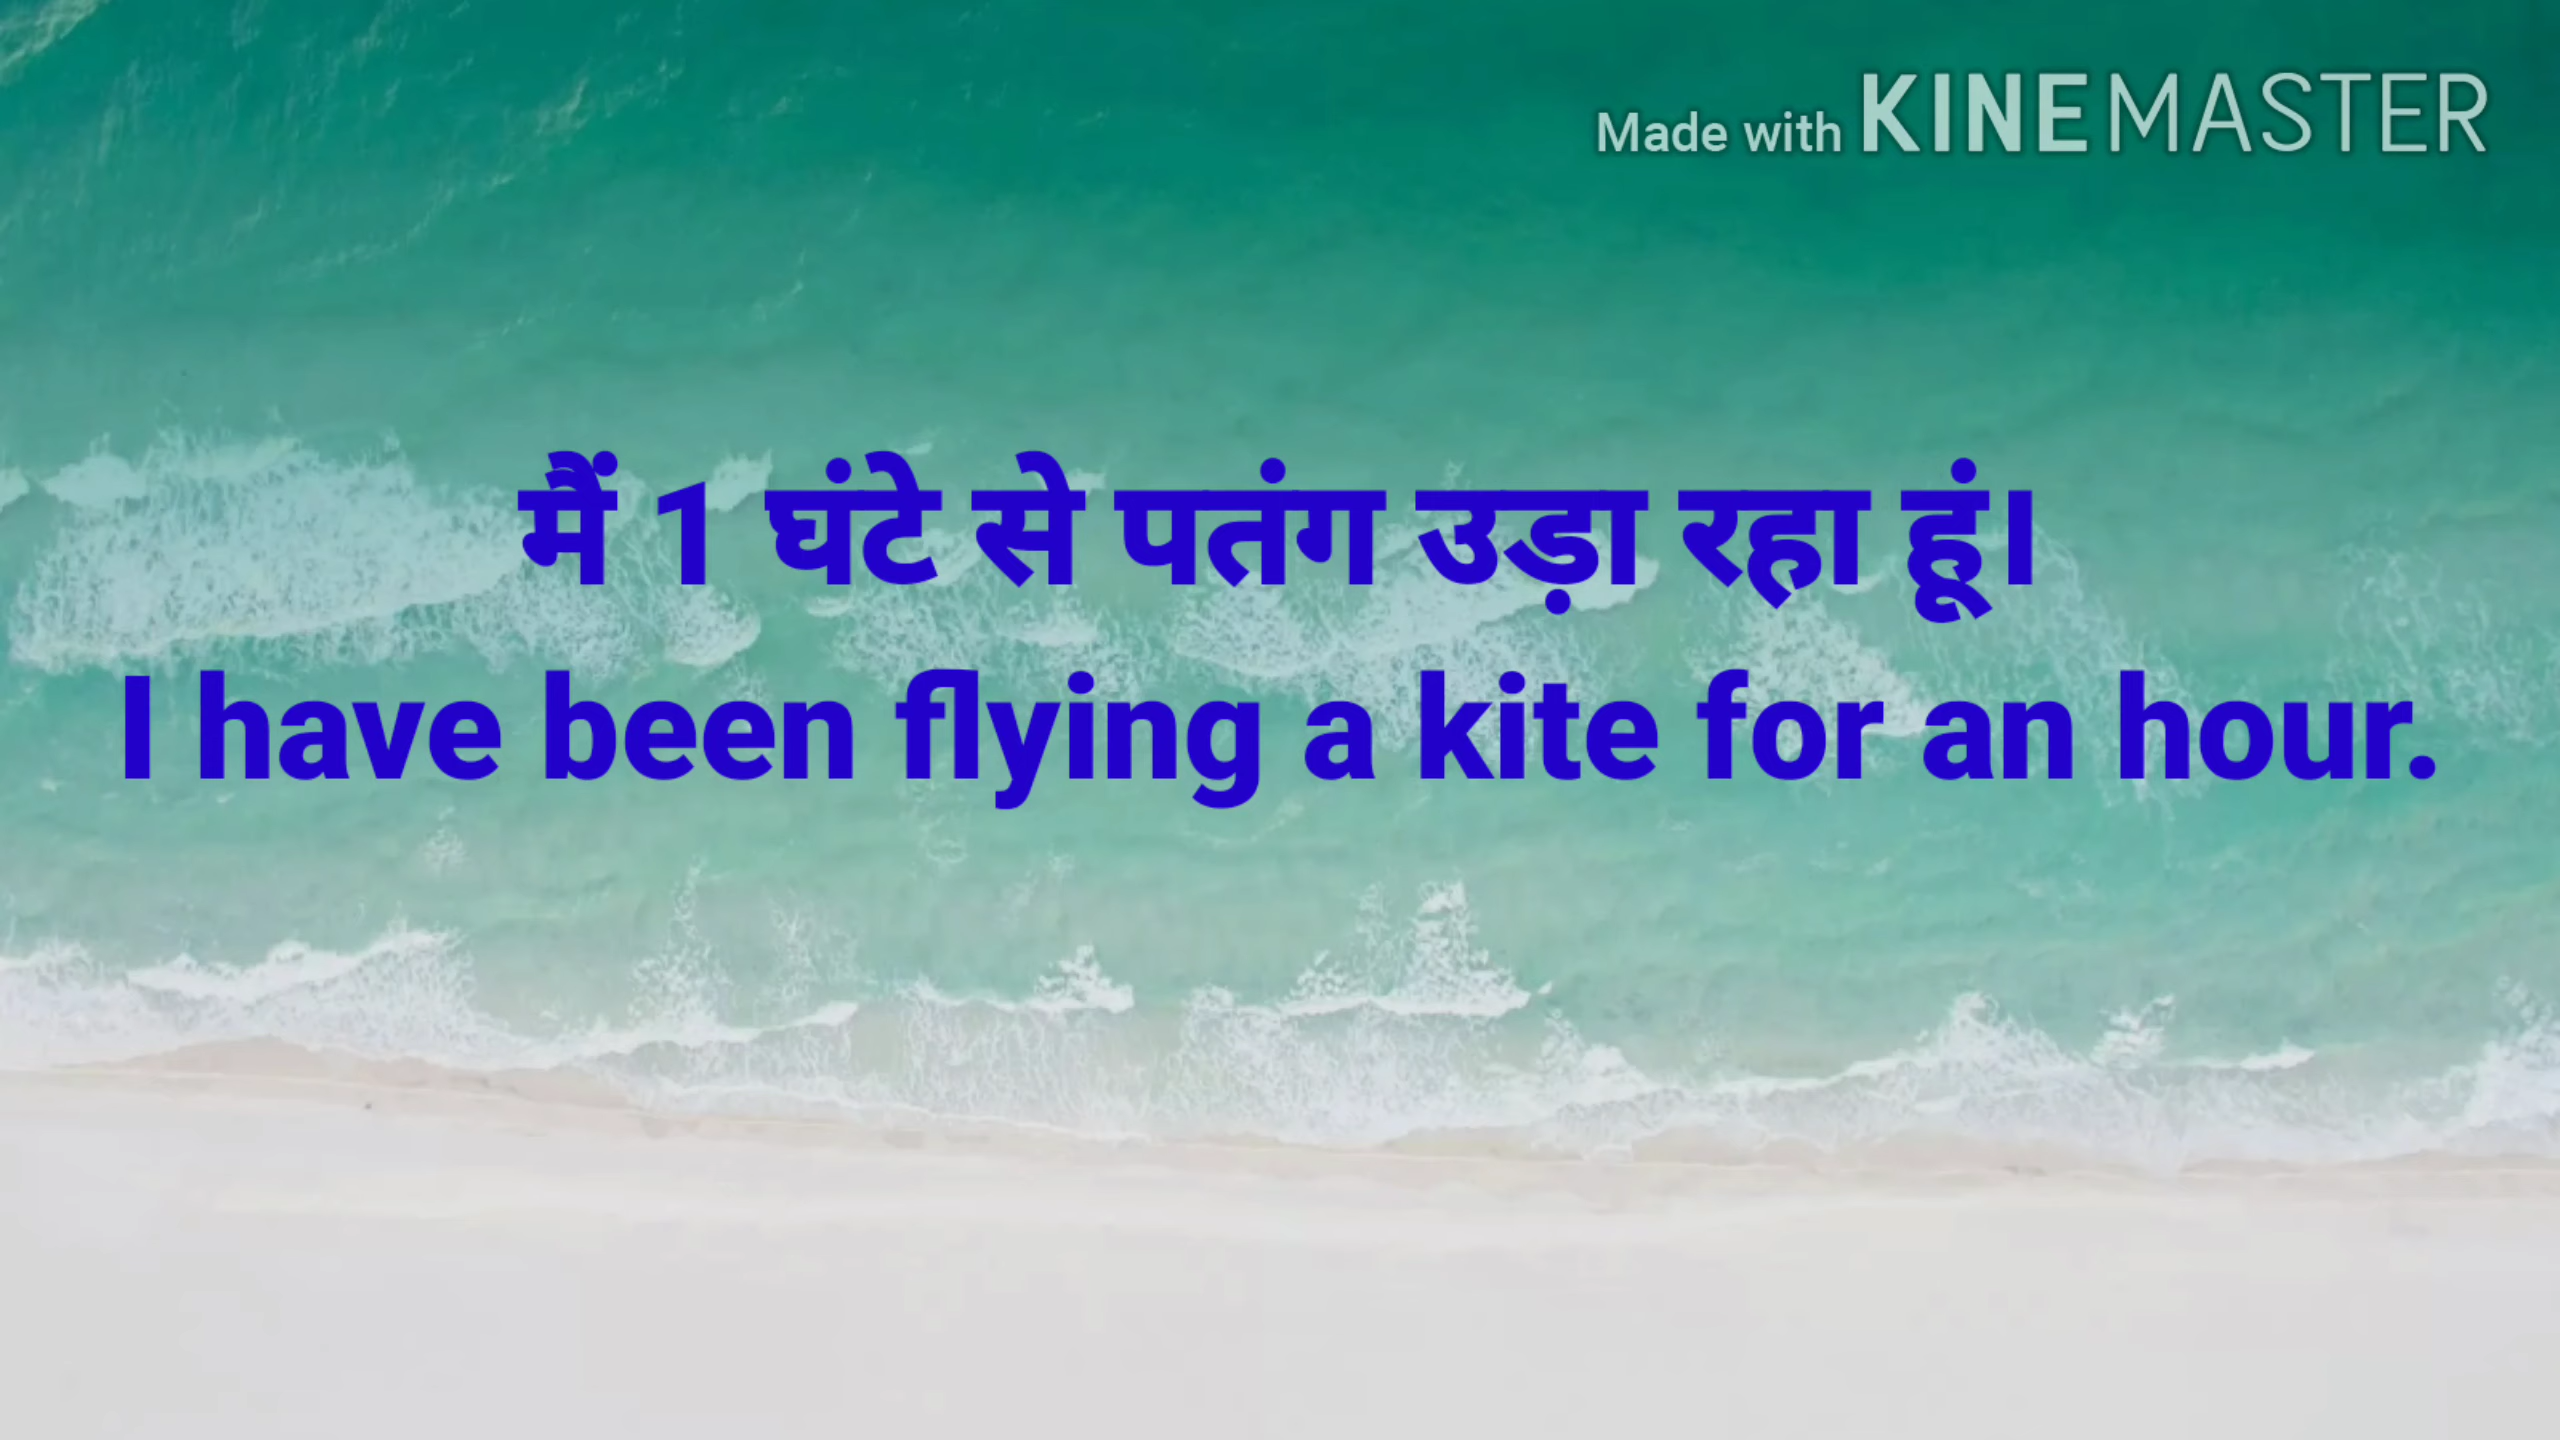 Made with KINEMASTER
मैं 1 घंटे से पतंग उड़ा रहा हूं।
I have been flying a kite for an hour.